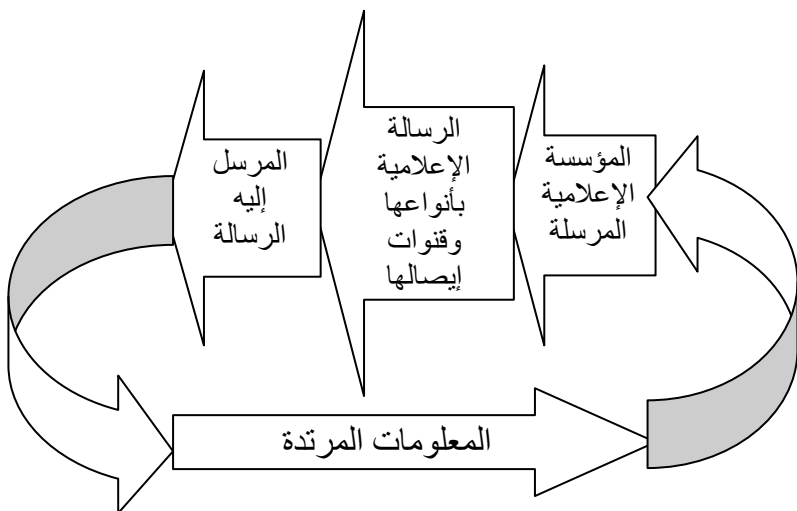 المؤسسة
الإعلامية
المرسلة
الرسالة
الإعلامية
بأنواعها
وقنوات
إيصالها
المرسل
إليه
الرسالة
المعلومات المرتدة